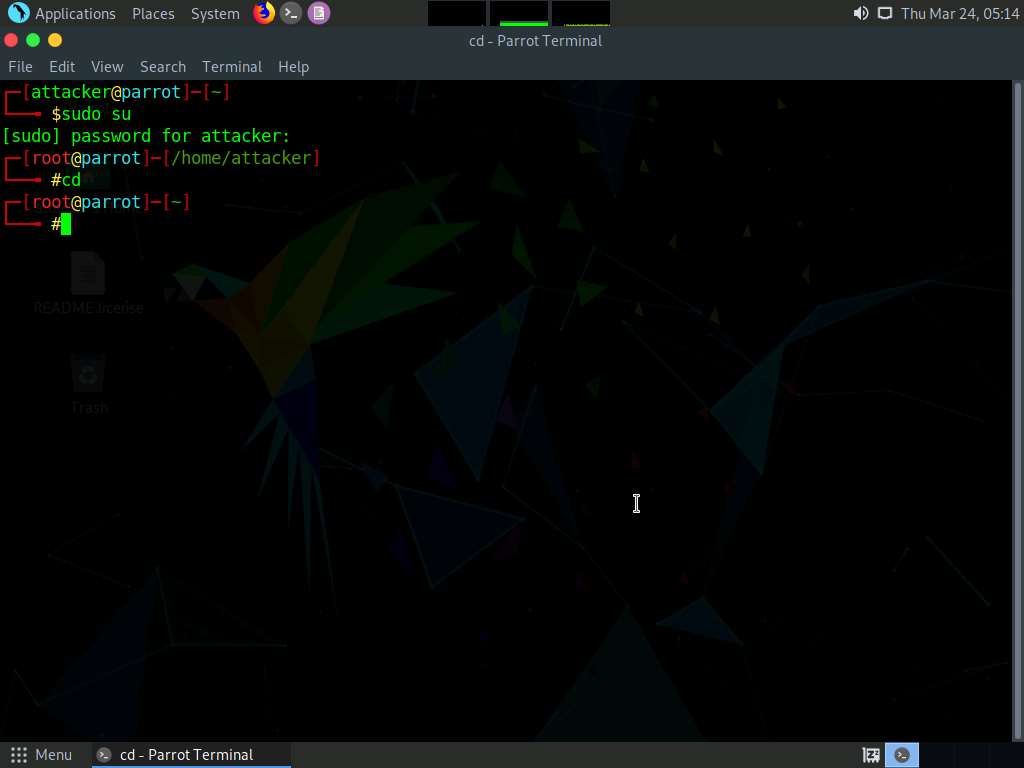 Applications Places System Thu Mar 24, 05:14
cd - Parrot Terminal
File Edit View Search Terminal Help
┌─[attacker@parrot]─[~]
└──╼ $sudo su
[sudo] password for attacker:
┌─[root@parrot]─[/home/attacker]
└──╼ #cd
┌─[root@parrot]─[~]
└──╼ #
README.license
Trash
Menu cd - Parrot Terminal